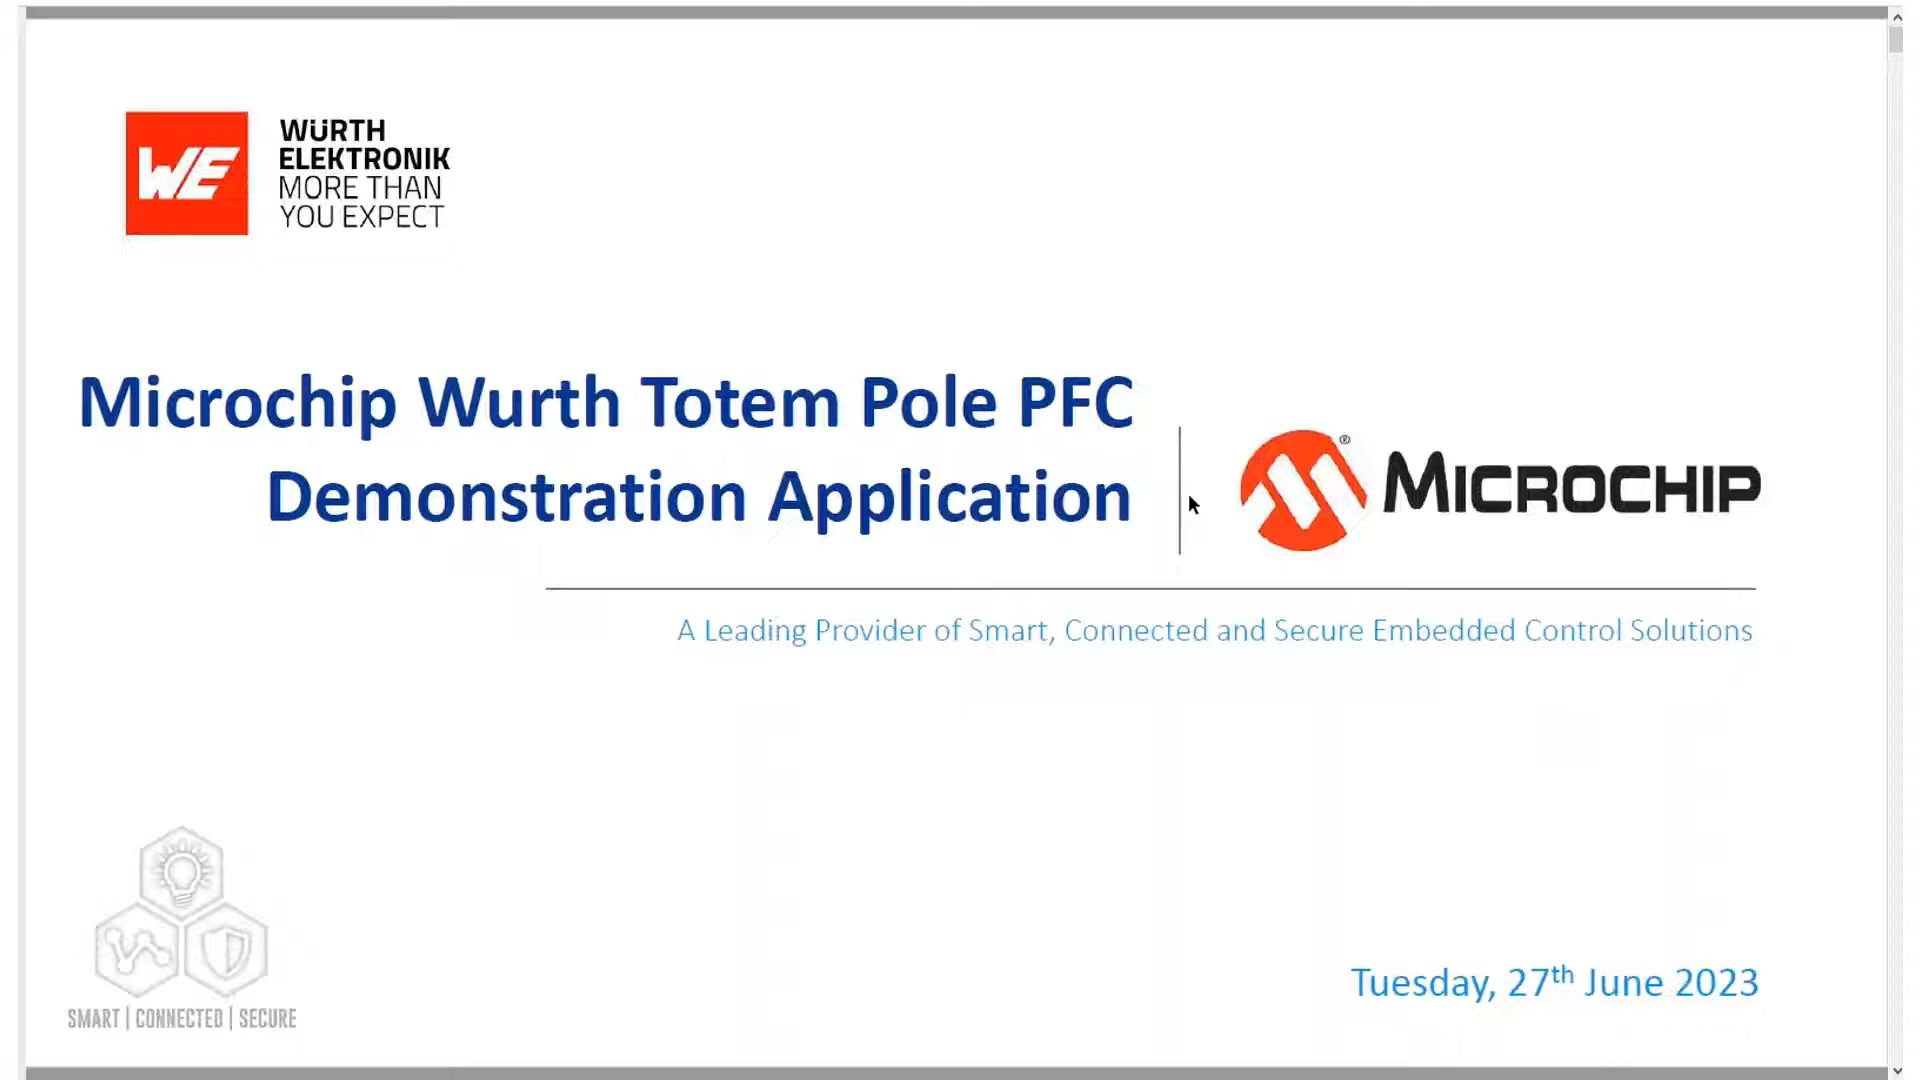 WE
WÜRTH
ELEKTRONIK
MORE THAN
YOU EXPECT
Microchip Wurth Totem Pole PFC
Demonstration Application
® MICROCHIP
A Leading Provider of Smart, Connected and Secure Embedded Control Solutions
SMART | CONNECTED | SECURE
Tuesday, 27th June 2023